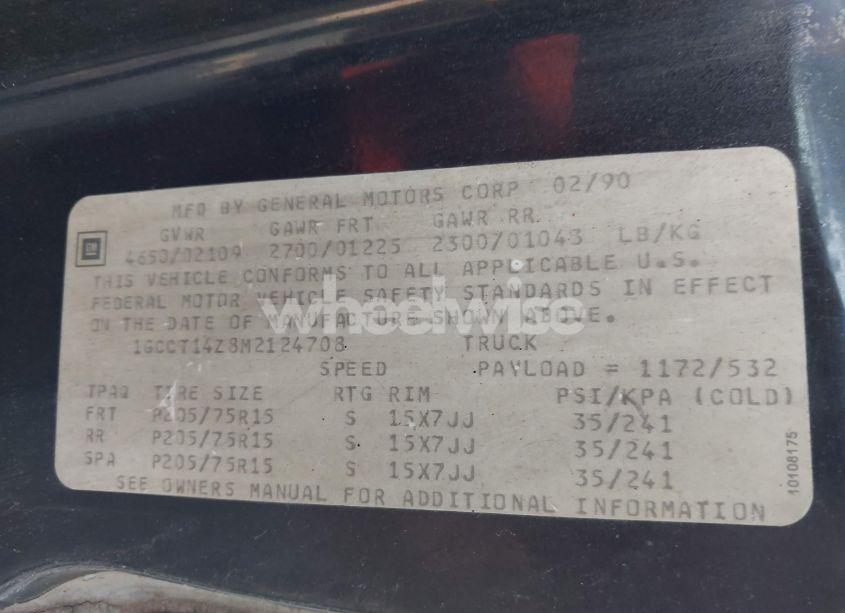 MFD BY GENERAL MOTORS CORP 02/90
GVWR GAWR FRT GAWR RR
GM 4650/02109 2700/01225 2300/01043 LB/KG
THIS VEHICLE CONFORMS TO ALL APPLICABLE U.S.
FEDERAL MOTOR VEHICLE SAFETY STANDARDS IN EFFECT
ON THE DATE OF MANUFACTURE SHOWN ABOVE.
wheelwise
1GCCT14Z8M2124708 TRUCK
SPEED PAYLOAD = 1172/532
TPAQ TIRE SIZE RTG RIM PSI/KPA (COLD)
FRT P205/75R15 S 15X7JJ 35/241
RR P205/75R15 S 15X7JJ 35/241
SPA P205/75R15 S 15X7JJ 35/241
SEE OWNERS MANUAL FOR ADDITIONAL INFORMATION
10108175